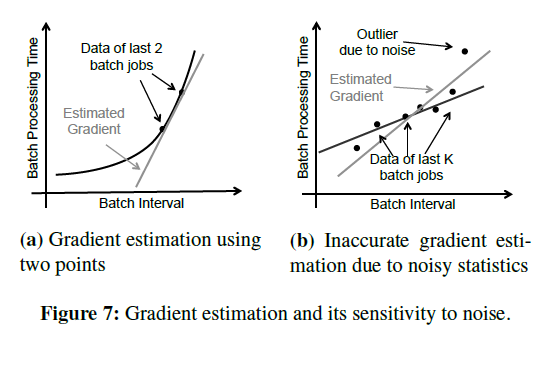 Batch Processing Time
Data of last 2
batch jobs
Estimated
Gradient
Batch Interval
(a) Gradient estimation using
two points
Batch Processing Time
Outlier
due to noise
Estimated
Gradient
Data of last K
batch jobs
Batch Interval
(b) Inaccurate gradient esti-
mation due to noisy statistics
Figure 7: Gradient estimation and its sensitivity to noise.